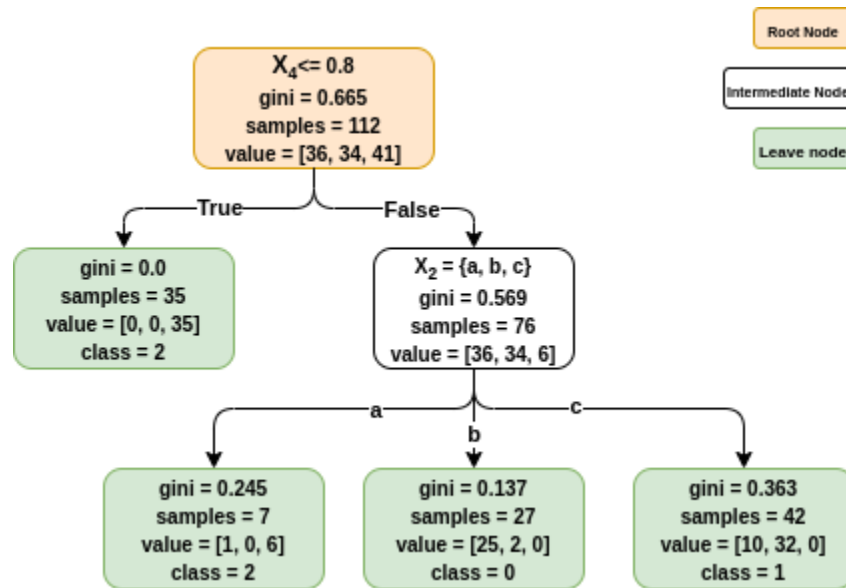 Root Node
X4<= 0.8
gini = 0.665
samples = 112
value = [36, 34, 41]
Intermediate Node
Leave node
True
False
gini = 0.0
samples = 35
value = [0, 0, 35]
class = 2
X2 = {a, b, c}
gini = 0.569
samples = 76
value = [36, 34, 6]
a
b
c
gini = 0.245
samples = 7
value = [1, 0, 6]
class = 2
gini = 0.137
samples = 27
value = [25, 2, 0]
class = 0
gini = 0.363
samples = 42
value = [10, 32, 0]
class = 1